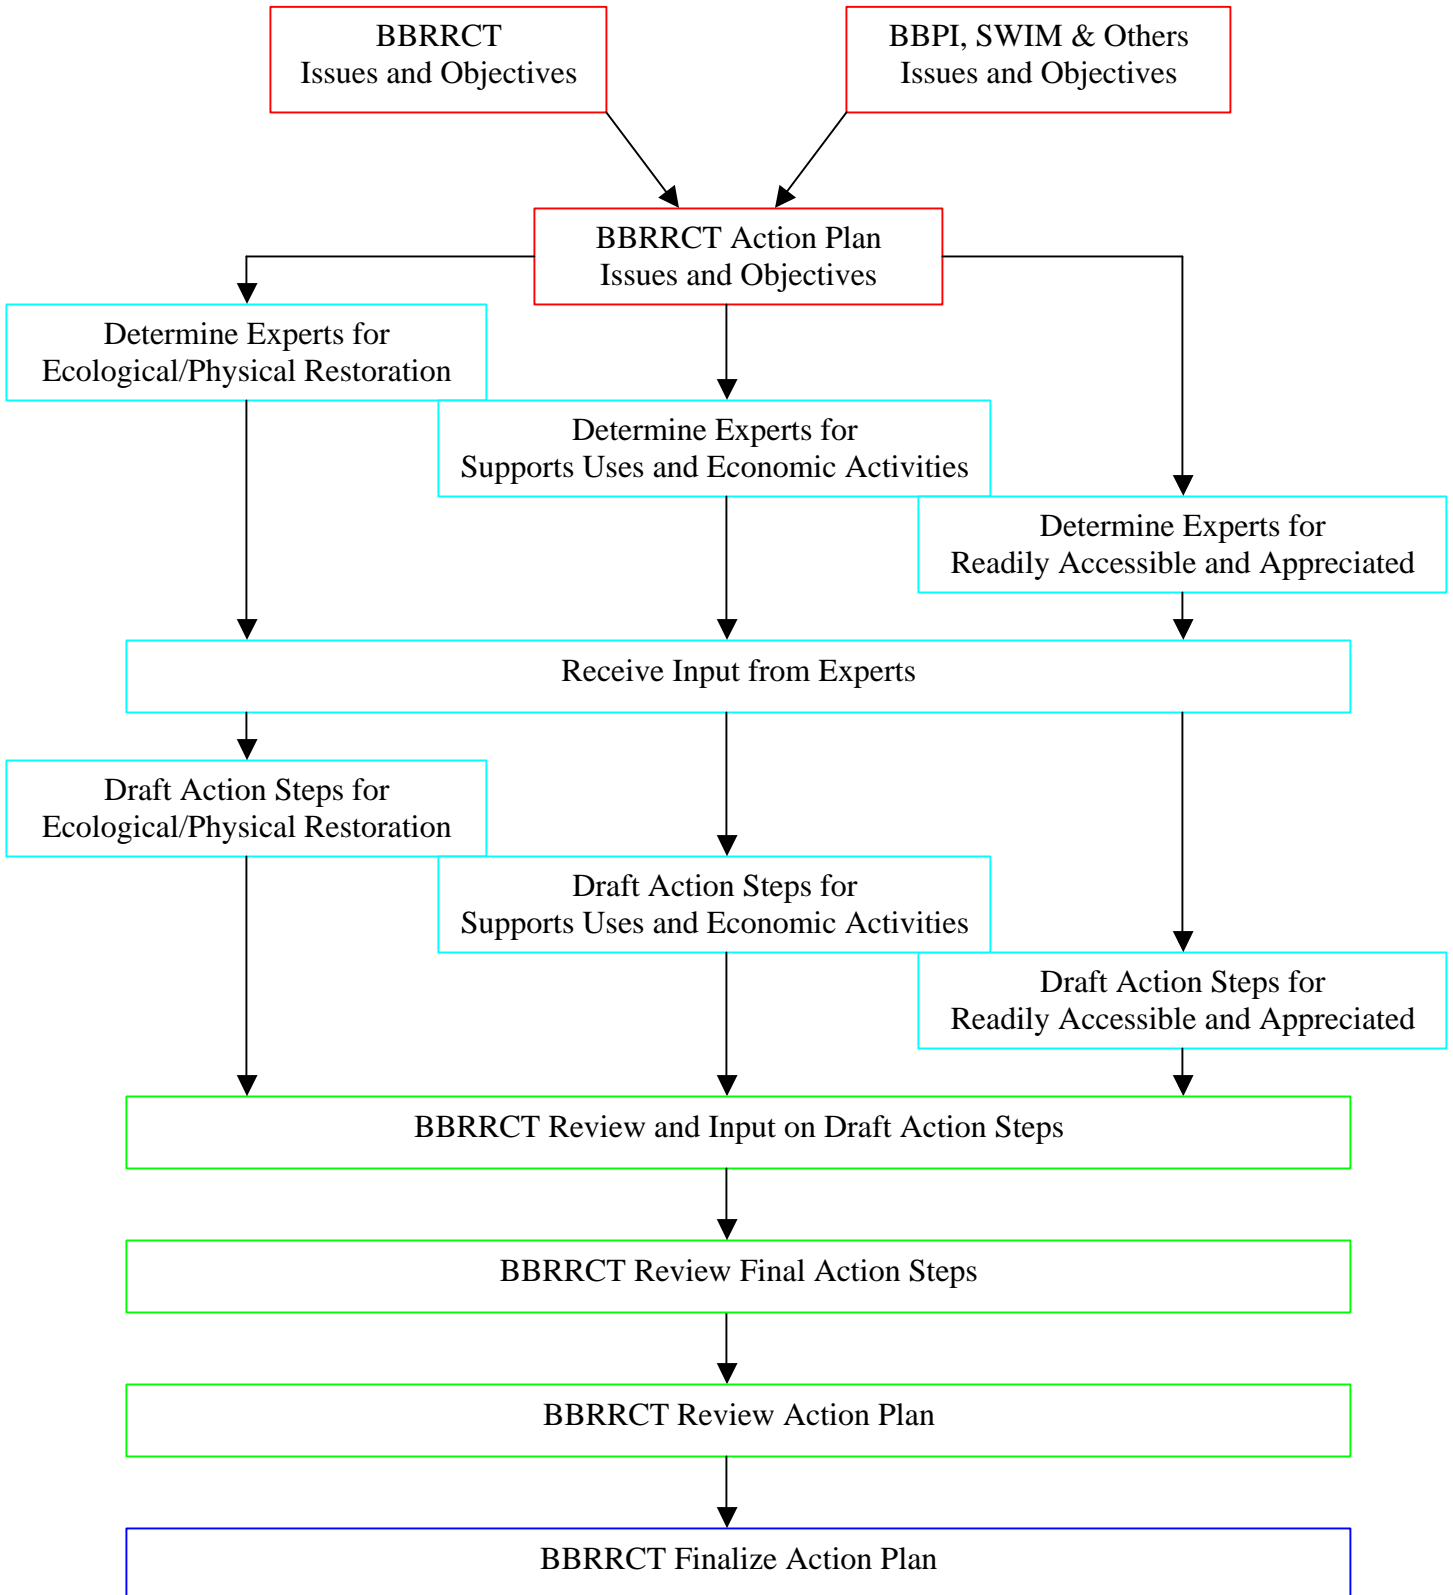 BBRRCT
Issues and Objectives
BBPI, SWIM & Others
Issues and Objectives
BBRRCT Action Plan
Issues and Objectives
Determine Experts for
Ecological/Physical Restoration
Determine Experts for
Supports Uses and Economic Activities
Determine Experts for
Readily Accessible and Appreciated
Receive Input from Experts
Draft Action Steps for
Ecological/Physical Restoration
Draft Action Steps for
Supports Uses and Economic Activities
Draft Action Steps for
Readily Accessible and Appreciated
BBRRCT Review and Input on Draft Action Steps
BBRRCT Review Final Action Steps
BBRRCT Review Action Plan
BBRRCT Finalize Action Plan